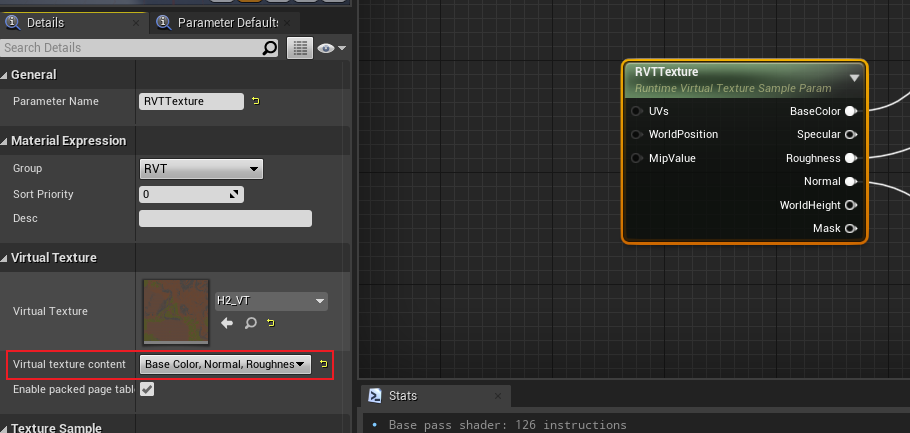 Details
Parameter Defaults
Search Details
General
Parameter Name
RVTTexture
Material Expression
Group
RVT
Sort Priority
0
Desc
Virtual Texture
Virtual Texture
H2_VT
Virtual texture content
Base Color, Normal, Roughnes
Enable packed page tabl
Texture Sample
RVTTexture
Runtime Virtual Texture Sample Param
UVs
BaseColor
WorldPosition
Specular
MipValue
Roughness
Normal
WorldHeight
Mask
Stats
• Base pass shader: 126 instructions